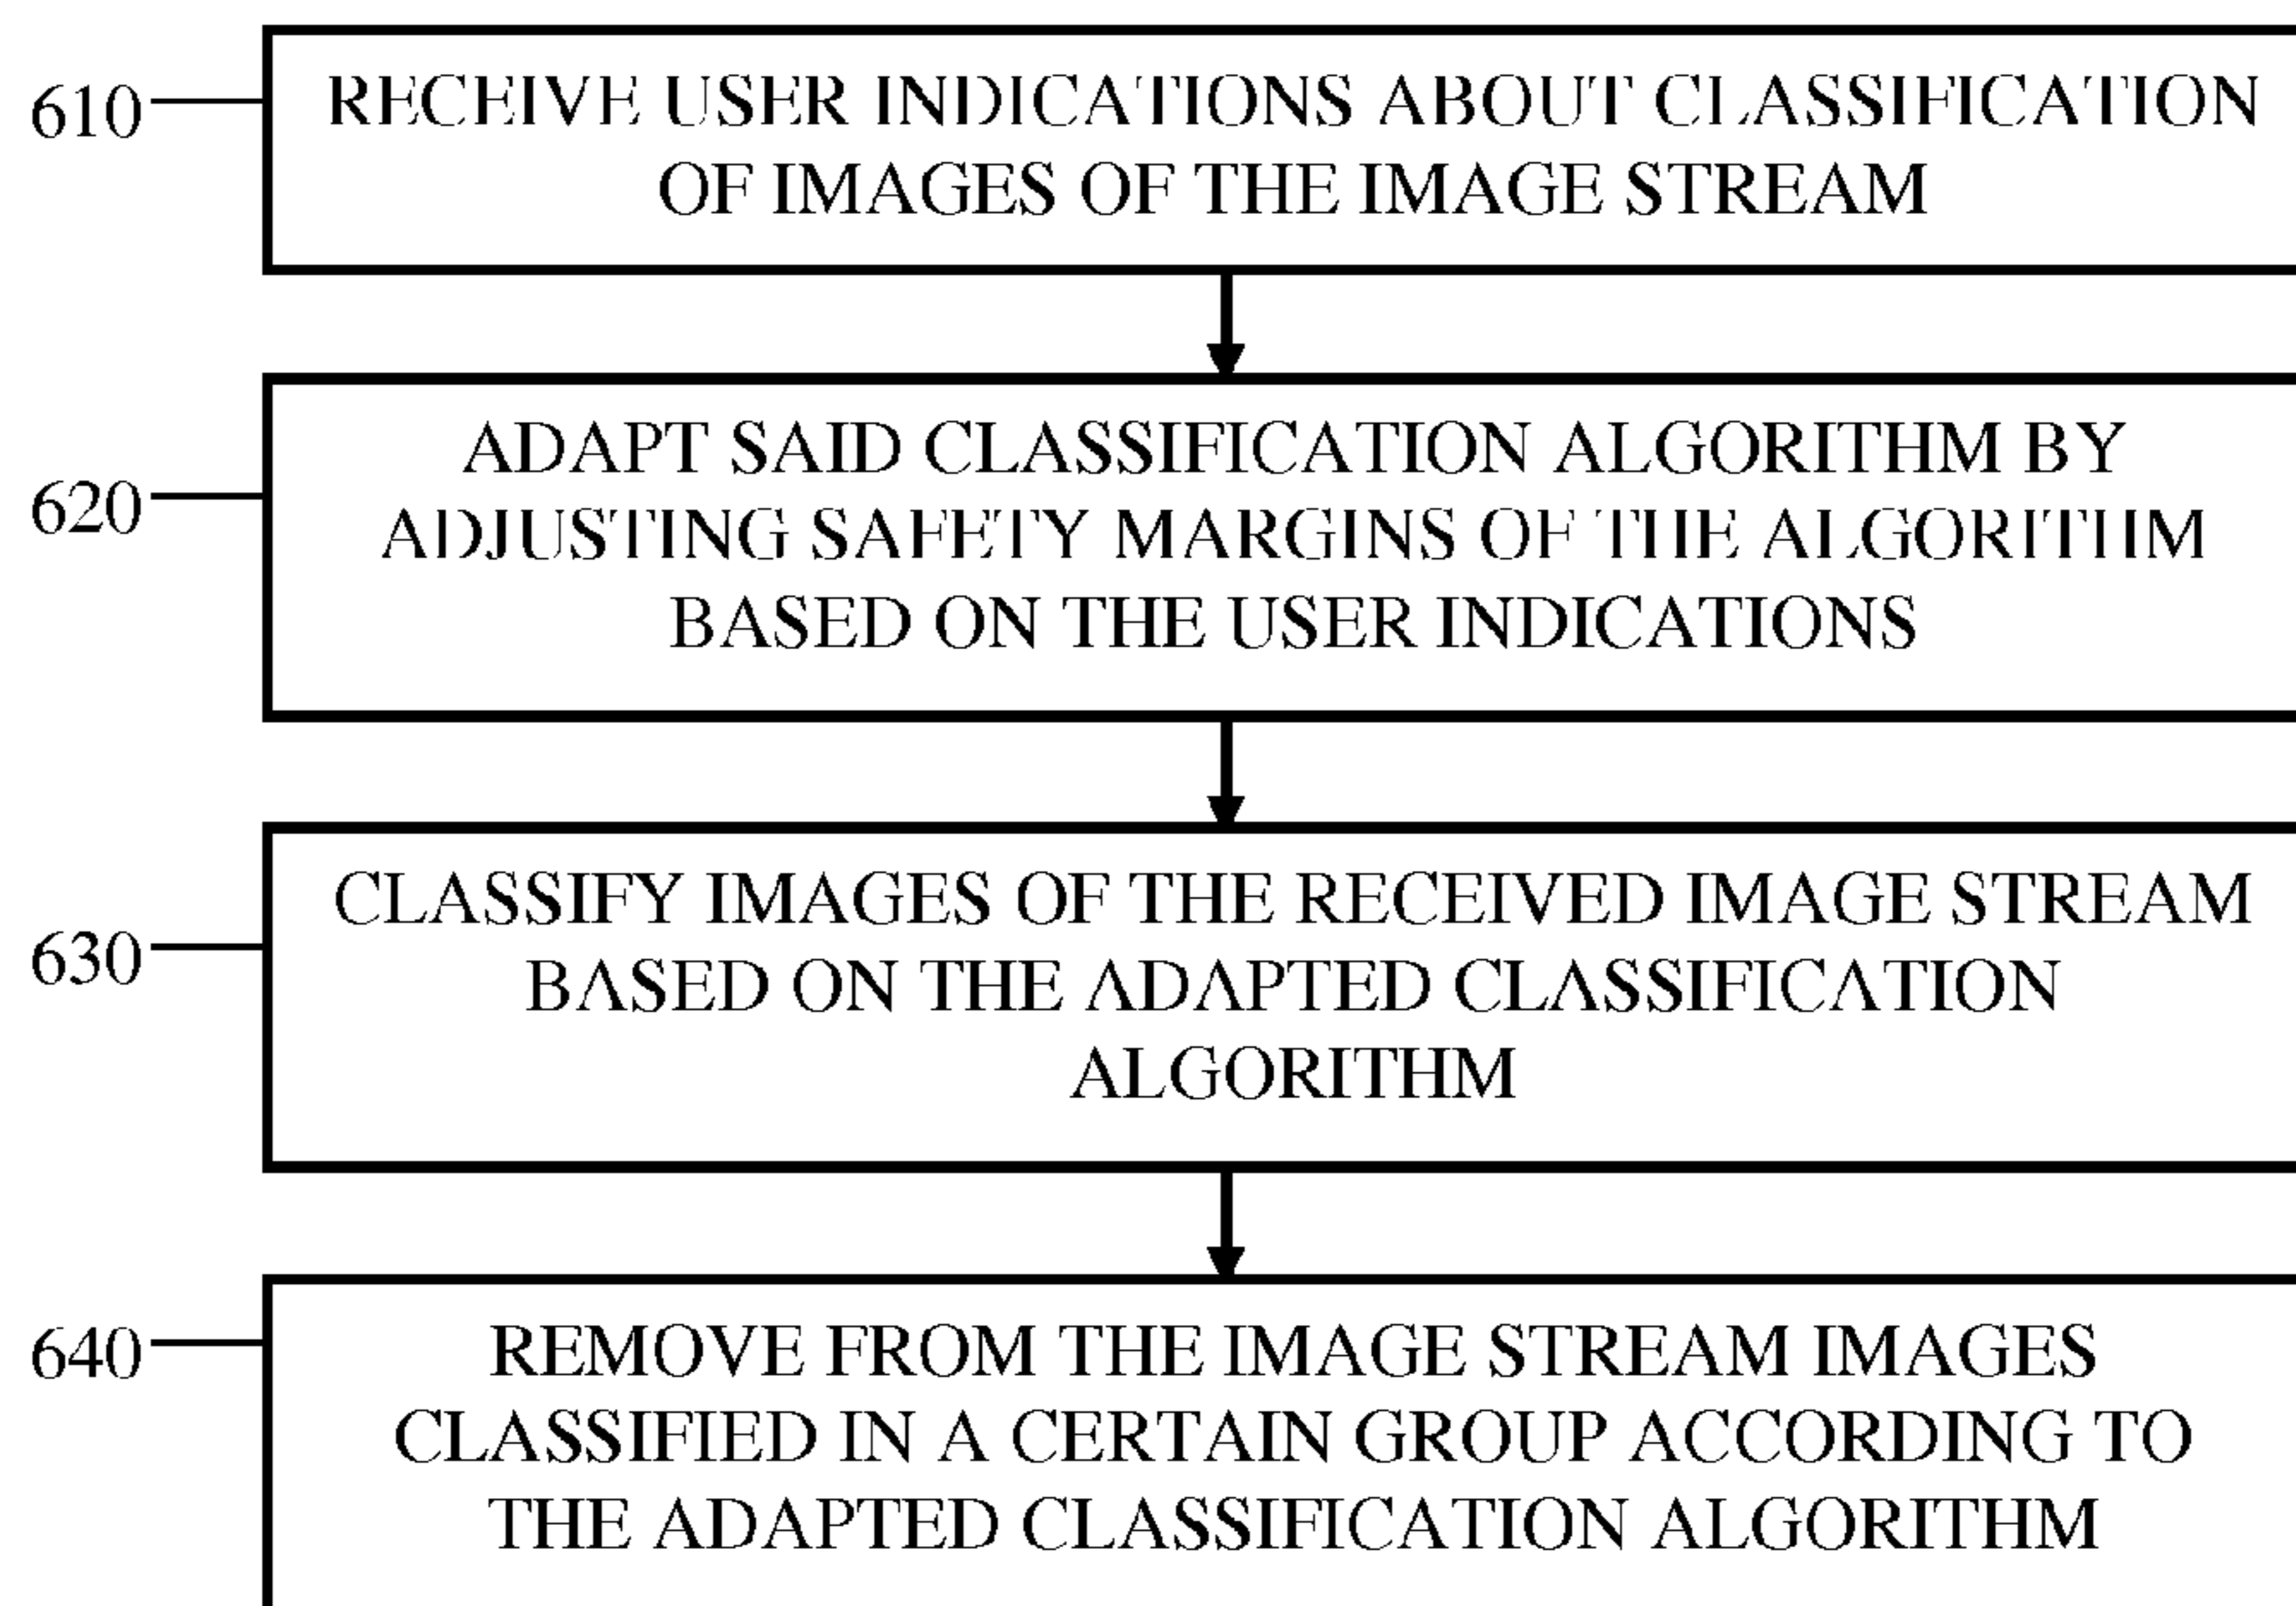 610
RECEIVE USER INDICATIONS ABOUT CLASSIFICATION
OF IMAGES OF THE IMAGE STREAM
620
ADAPT SAID CLASSIFICATION ALGORITHM BY
ADJUSTING SAFETY MARGINS OF THE ALGORITHM
BASED ON THE USER INDICATIONS
630
CLASSIFY IMAGES OF THE RECEIVED IMAGE STREAM
BASED ON THE ADAPTED CLASSIFICATION
ALGORITHM
640
REMOVE FROM THE IMAGE STREAM IMAGES
CLASSIFIED IN A CERTAIN GROUP ACCORDING TO
THE ADAPTED CLASSIFICATION ALGORITHM